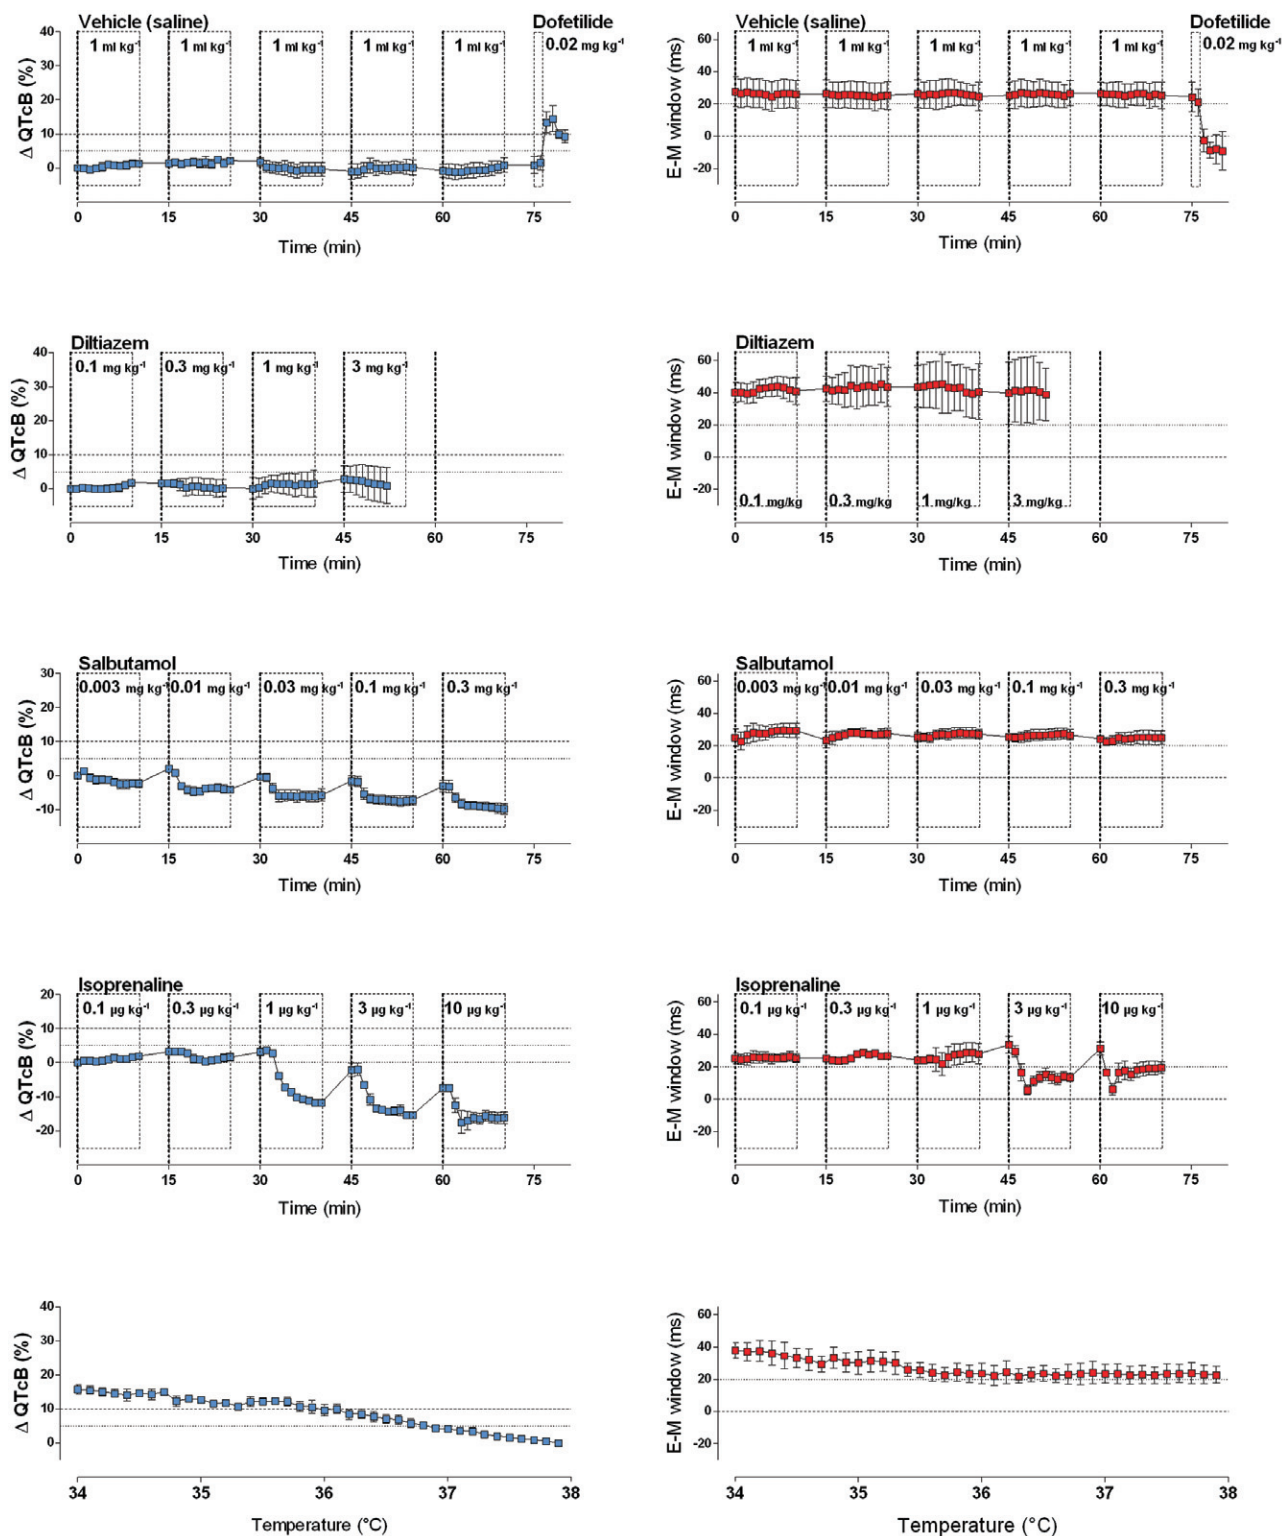 Vehicle (saline)
Dofetilide
1 ml kg⁻¹ 1 ml kg⁻¹ 1 ml kg⁻¹ 1 ml kg⁻¹ 1 ml kg⁻¹ 0.02 mg kg⁻¹
Δ QTcB (%)
40
30
20
10
0
0 15 30 45 60 75
Time (min)
Vehicle (saline)
Dofetilide
1 ml kg⁻¹ 1 ml kg⁻¹ 1 ml kg⁻¹ 1 ml kg⁻¹ 1 ml kg⁻¹ 0.02 mg kg⁻¹
E-M window (ms)
60
40
20
0
-20
0 15 30 45 60 75
Time (min)
Diltiazem
0.1 mg kg⁻¹ 0.3 mg kg⁻¹ 1 mg kg⁻¹ 3 mg kg⁻¹
Δ QTcB (%)
40
30
20
10
0
0 15 30 45 60 75
Time (min)
Diltiazem
E-M window (ms)
60
40
20
0
-20
0.1 mg/kg 0.3 mg/kg 1 mg/kg 3 mg/kg
0 15 30 45 60 75
Time (min)
Salbutamol
0.003 mg kg⁻¹ 0.01 mg kg⁻¹ 0.03 mg kg⁻¹ 0.1 mg kg⁻¹ 0.3 mg kg⁻¹
Δ QTcB (%)
30
20
10
0
-10
0 15 30 45 60 75
Time (min)
Salbutamol
0.003 mg kg⁻¹ 0.01 mg kg⁻¹ 0.03 mg kg⁻¹ 0.1 mg kg⁻¹ 0.3 mg kg⁻¹
E-M window (ms)
60
40
20
0
-20
0 15 30 45 60 75
Time (min)
Isoprenaline
0.1 µg kg⁻¹ 0.3 µg kg⁻¹ 1 µg kg⁻¹ 3 µg kg⁻¹ 10 µg kg⁻¹
Δ QTcB (%)
20
10
0
-10
-20
0 15 30 45 60 75
Time (min)
Isoprenaline
0.1 µg kg⁻¹ 0.3 µg kg⁻¹ 1 µg kg⁻¹ 3 µg kg⁻¹ 10 µg kg⁻¹
E-M window (ms)
60
40
20
0
-20
0 15 30 45 60 75
Time (min)
Δ QTcB (%)
40
30
20
10
0
34 35 36 37 38
Temperature (°C)
E-M window (ms)
60
40
20
0
-20
34 35 36 37 38
Temperature (°C)